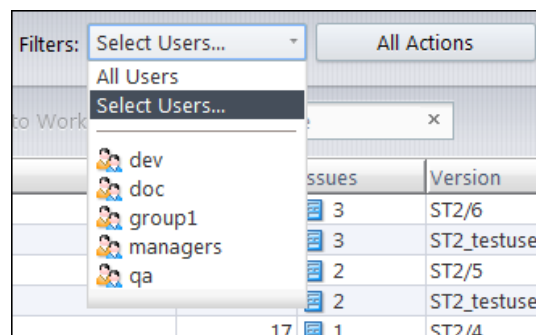 Filters: Select Users... All Actions
All Users
Select Users...
to Work
dev
doc
group1
managers
qa
ssues Version
3 ST2/6
3 ST2_testuse
2 ST2/5
2 ST2_testuse
17 1 ST2/4